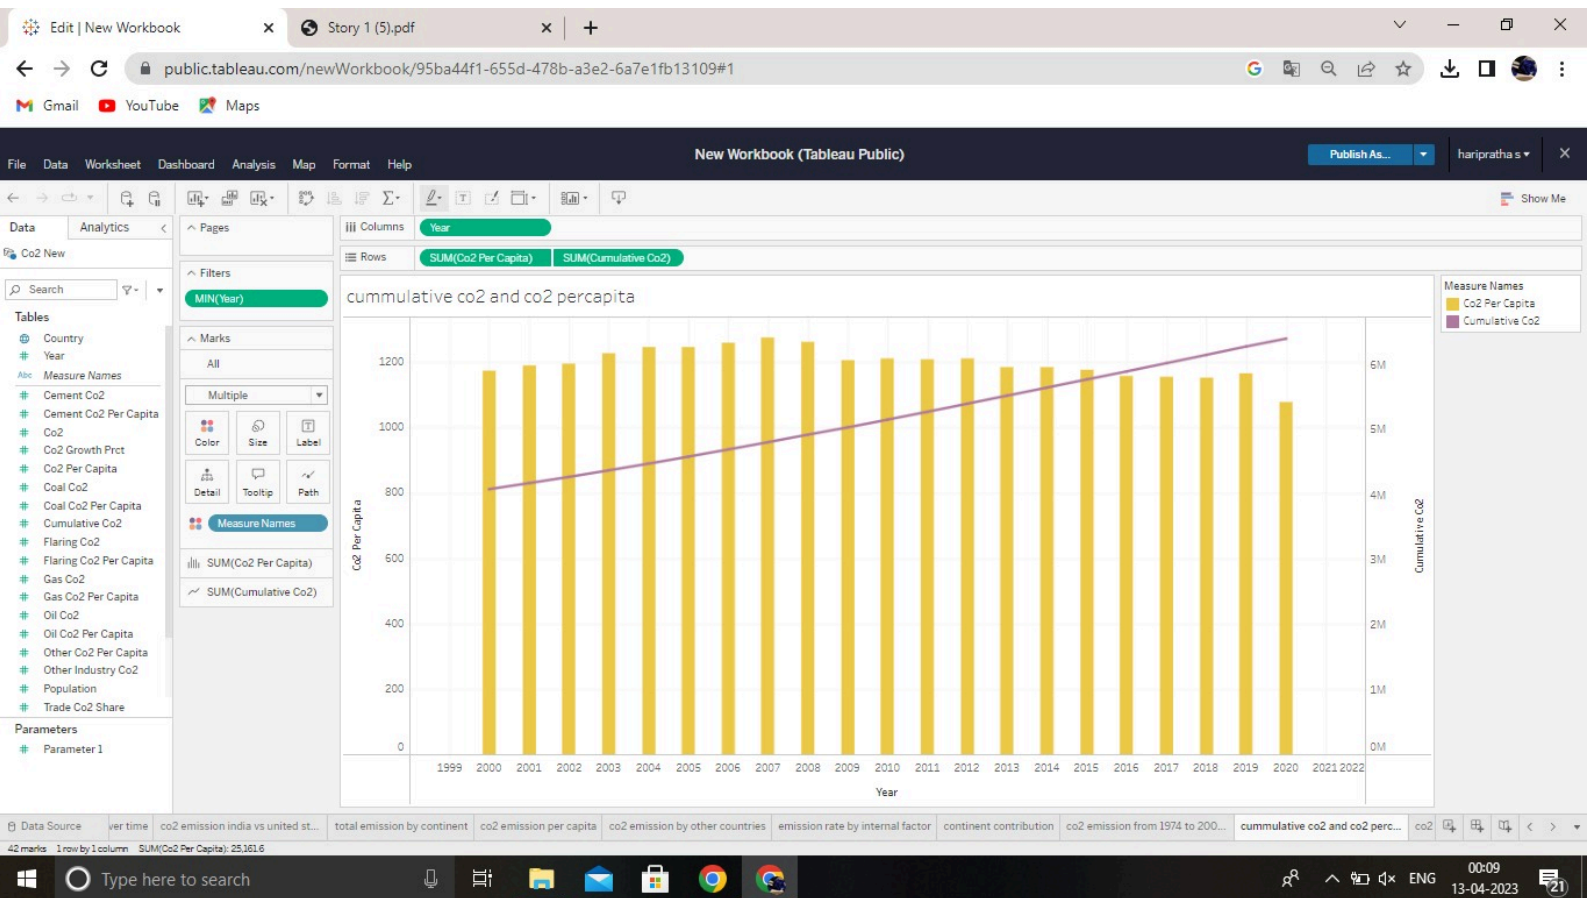 Edit | New Workbook
Story 1 (5).pdf
public.tableau.com/newWorkbook/95ba44f1-655d-478b-a3e2-6a7e1fb13109#1
Gmail YouTube Maps
New Workbook (Tableau Public)
File Data Worksheet Dashboard Analysis Map Format Help
Publish As...
haripratha s
Show Me
Data Analytics
Co2 New
Search
Tables
Country
Year
Abc Measure Names
Cement Co2
Cement Co2 Per Capita
Co2
Co2 Growth Prct
Co2 Per Capita
Coal Co2
Coal Co2 Per Capita
Cumulative Co2
Flaring Co2
Flaring Co2 Per Capita
Gas Co2
Gas Co2 Per Capita
Oil Co2
Oil Co2 Per Capita
Other Co2 Per Capita
Other Industry Co2
Population
Trade Co2 Share
Parameters
Parameter 1
Pages
Filters
MIN(Year)
Marks
All
Multiple
Color Size Label
Detail Tooltip Path
Measure Names
SUM(Co2 Per Capita)
SUM(Cumulative Co2)
Columns Year
Rows SUM(Co2 Per Capita) SUM(Cumulative Co2)
cummulative co2 and co2 percapita
Co2 Per Capita
1200
1000
800
600
400
200
0
6M
5M
4M
3M
2M
1M
0M
Cumulative Co2
1999 2000 2001 2002 2003 2004 2005 2006 2007 2008 2009 2010 2011 2012 2013 2014 2015 2016 2017 2018 2019 2020 2021 2022
Year
Measure Names
Co2 Per Capita
Cumulative Co2
Data Source ver time co2 emission india vs united st... total emission by continent co2 emission per capita co2 emission by other countries emission rate by internal factor continent contribution co2 emission from 1974 to 200... cummulative co2 and co2 perc... co2
42 marks 1 row by 1 column SUM(Co2 Per Capita): 25,161.6
Type here to search
ENG
00:09
13-04-2023
21